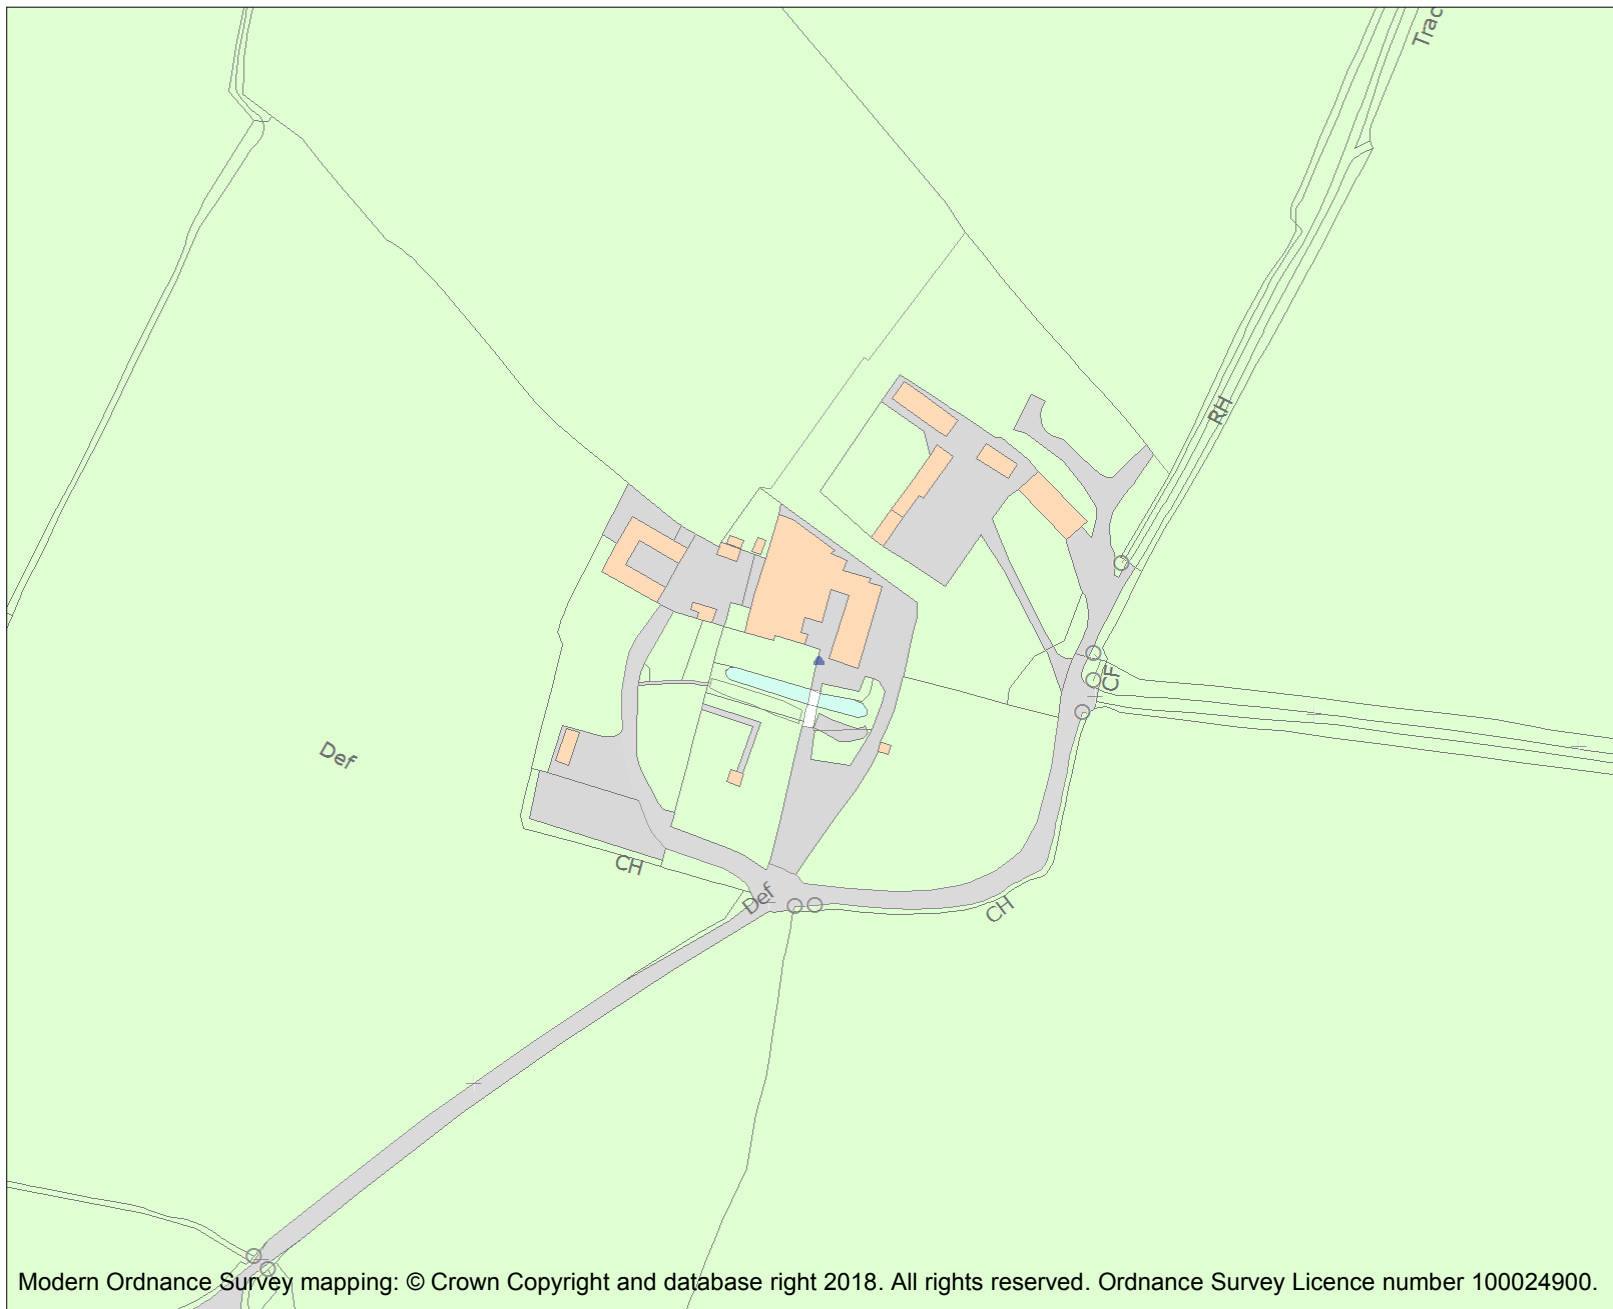 Trac
RH
CF
Def
CH
Def
CH
Modern Ordnance Survey mapping: © Crown Copyright and database right 2018. All rights reserved. Ordnance Survey Licence number 100024900.